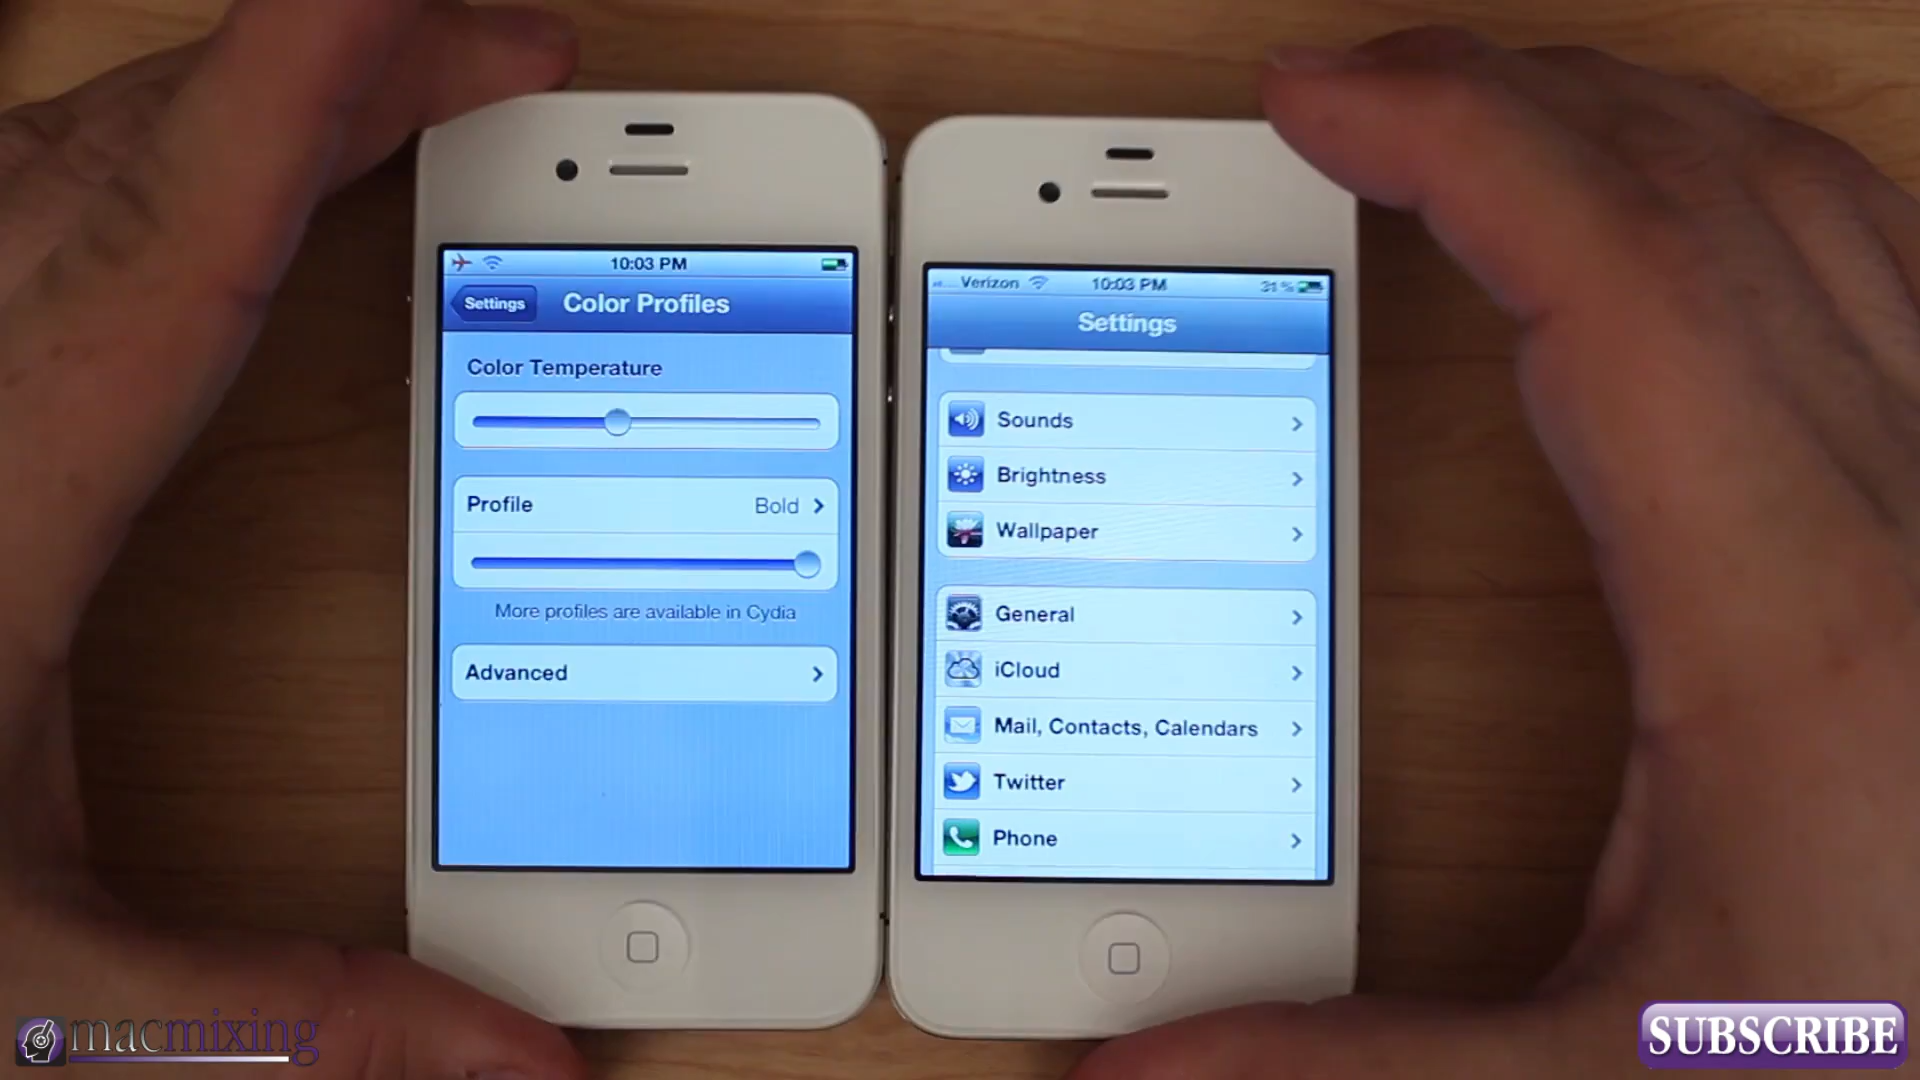 10:03 PM
Settings
Color Profiles
Color Temperature
Profile
Bold
More profiles are available in Cydia
Advanced
Verizon
10:03 PM
31%
Settings
Sounds
Brightness
Wallpaper
General
iCloud
Mail, Contacts, Calendars
Twitter
Phone
macmixing
SUBSCRIBE